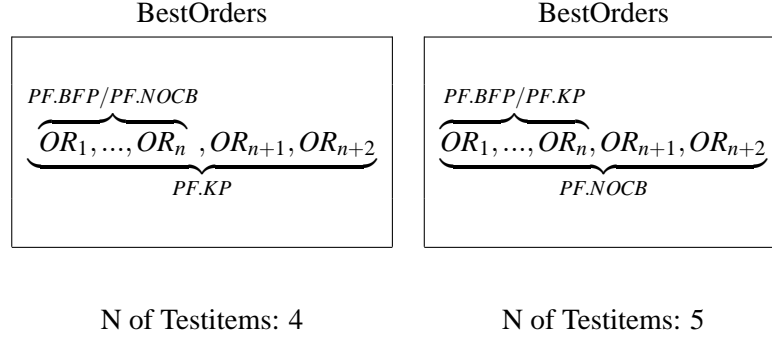 BestOrders BestOrders
PF.BFP/PF.NOCB PF.BFP/PF.KP
OR1,...,ORn ,ORn+1,ORn+2 OR1,...,ORn,ORn+1,ORn+2
PF.KP PF.NOCB
N of Testitems: 4 N of Testitems: 5